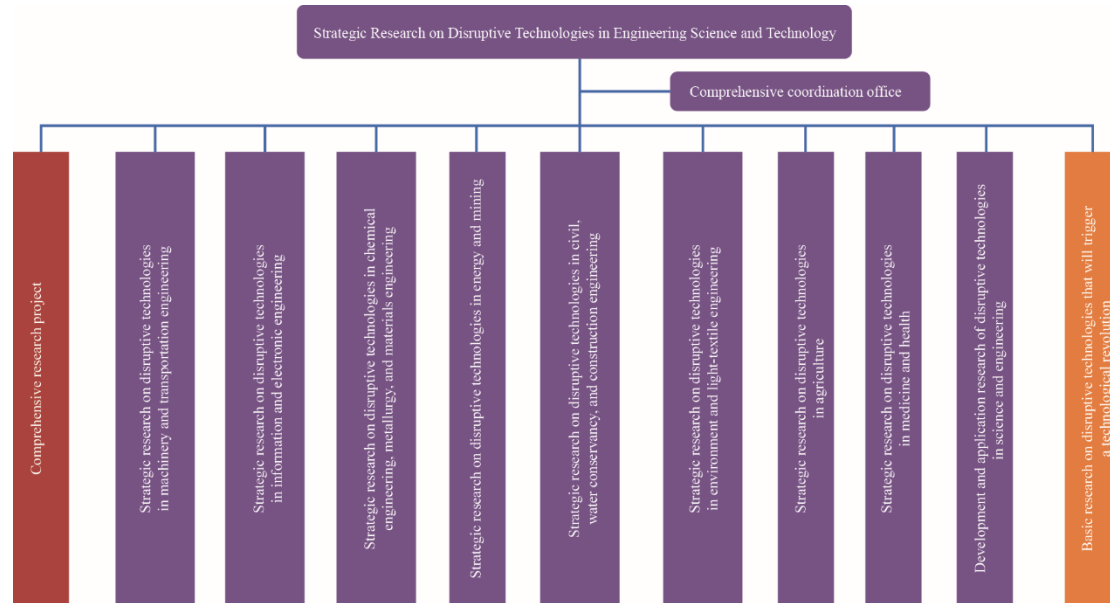 Strategic Research on Disruptive Technologies in Engineering Science and Technology
Comprehensive coordination office
Comprehensive research project
Strategic research on disruptive technologies
in machinery and transportation engineering
Strategic research on disruptive technologies
in information and electronic engineering
Strategic research on disruptive technologies in chemical
engineering, metallurgy, and materials engineering
Strategic research on disruptive technologies in energy and mining
Strategic research on disruptive technologies in civil,
water conservancy, and construction engineering
Strategic research on disruptive technologies
in environment and light-textile engineering
Strategic research on disruptive technologies
in agriculture
Strategic research on disruptive technologies
in medicine and health
Development and application research of disruptive technologies
in science and engineering
Basic research on disruptive technologies that will trigger
a technological revolution